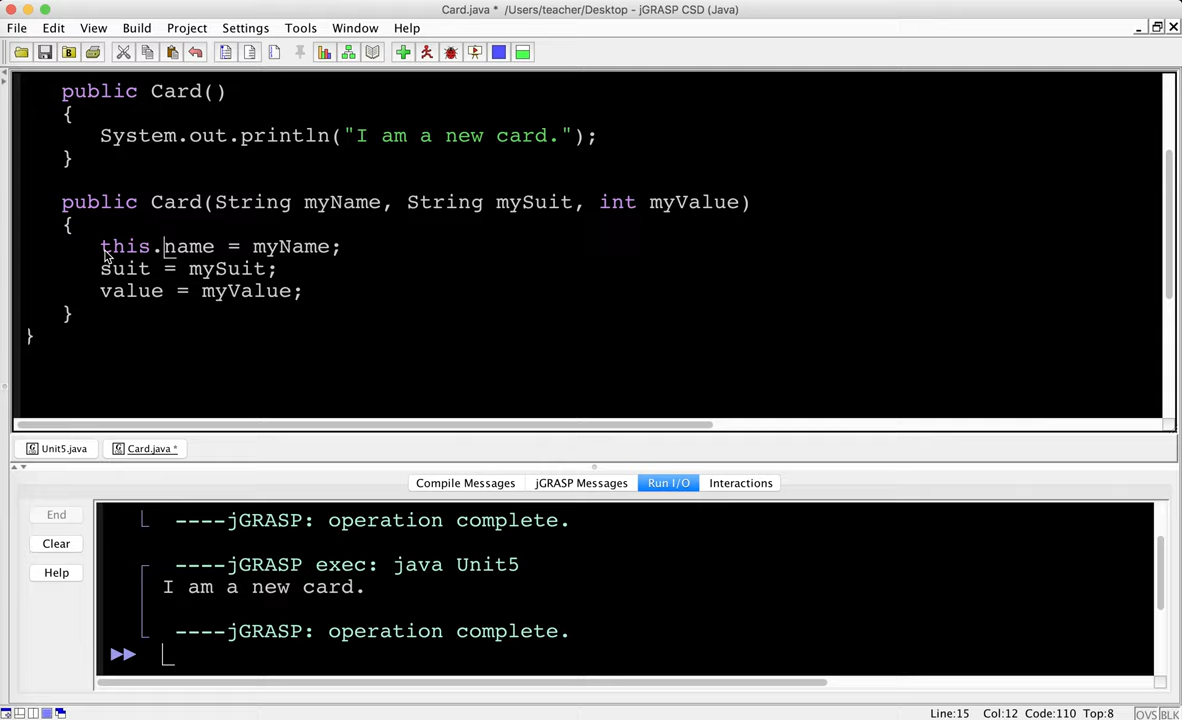 Card.java * /Users/teacher/Desktop - jGRASP CSD (Java)
File Edit View Build Project Settings Tools Window Help
public Card()
{
System.out.println("I am a new card.");
}
public Card(String myName, String mySuit, int myValue)
{
this.name = myName;
suit = mySuit;
value = myValue;
}
}
Unit5.java Card.java *
Compile Messages jGRASP Messages Run I/O Interactions
End
Clear
Help
----jGRASP: operation complete.
----jGRASP exec: java Unit5
I am a new card.
----jGRASP: operation complete.
Line:15 Col:12 Code:110 Top:8 OVS BLK